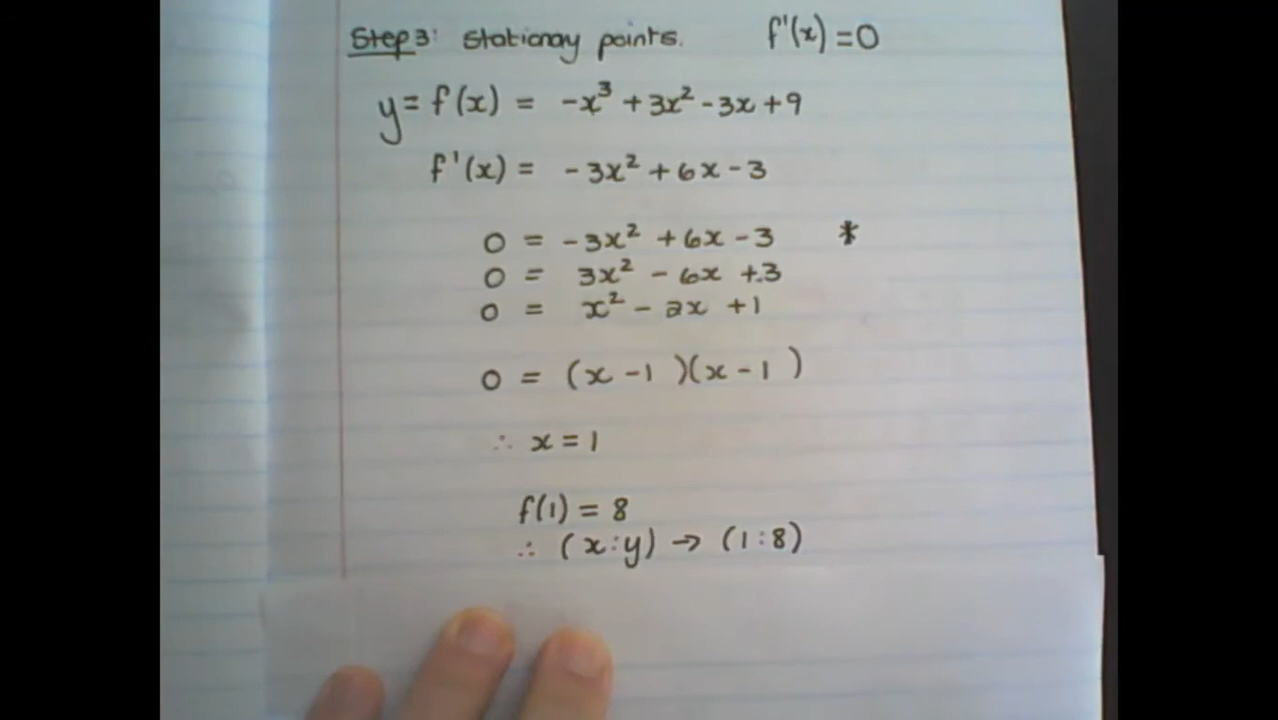 Step 3: Stationary points. f'(x) = 0
y = f(x) = -x³ + 3x² - 3x + 9
f'(x) = -3x² + 6x - 3
0 = -3x² + 6x - 3 *
0 = 3x² - 6x + 3
0 = x² - 2x + 1
0 = (x - 1)(x - 1)
∴ x = 1
f(1) = 8
∴ (x : y) → (1 : 8)